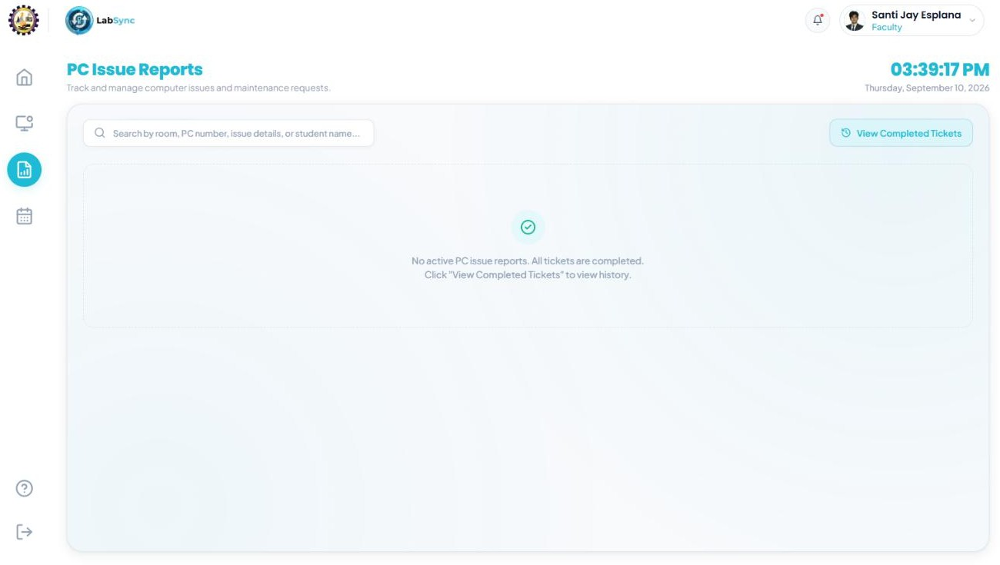 LabSync
Santi Jay Esplana
Faculty
PC Issue Reports
03:39:17 PM
Track and manage computer issues and maintenance requests.
Thursday, September 10, 2026
Search by room, PC number, issue details, or student name...
View Completed Tickets
No active PC issue reports. All tickets are completed.
Click "View Completed Tickets" to view history.